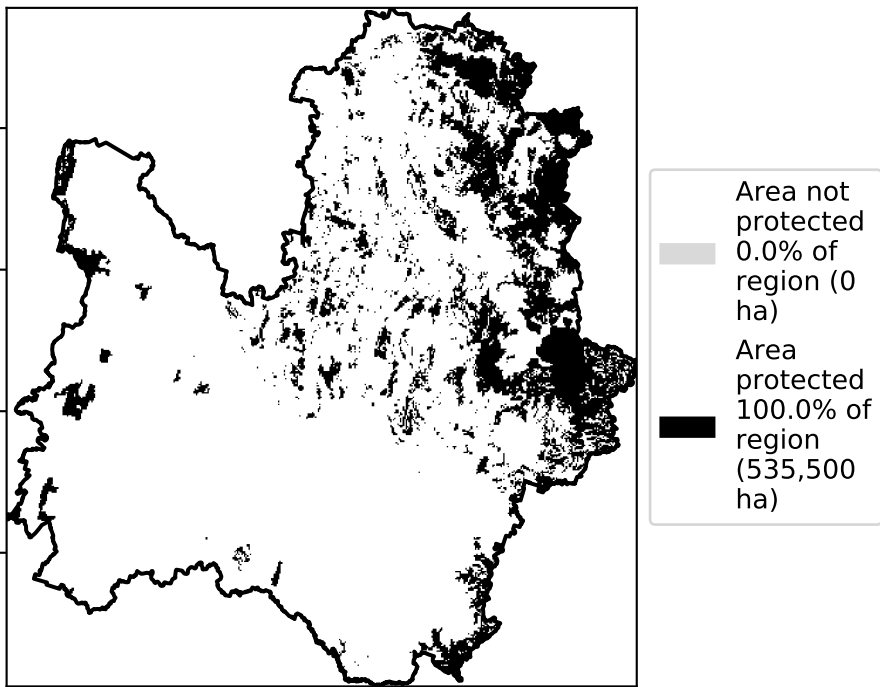 Area not
protected
0.0% of
region (0
ha)
Area
protected
100.0% of
region
(535,500
ha)